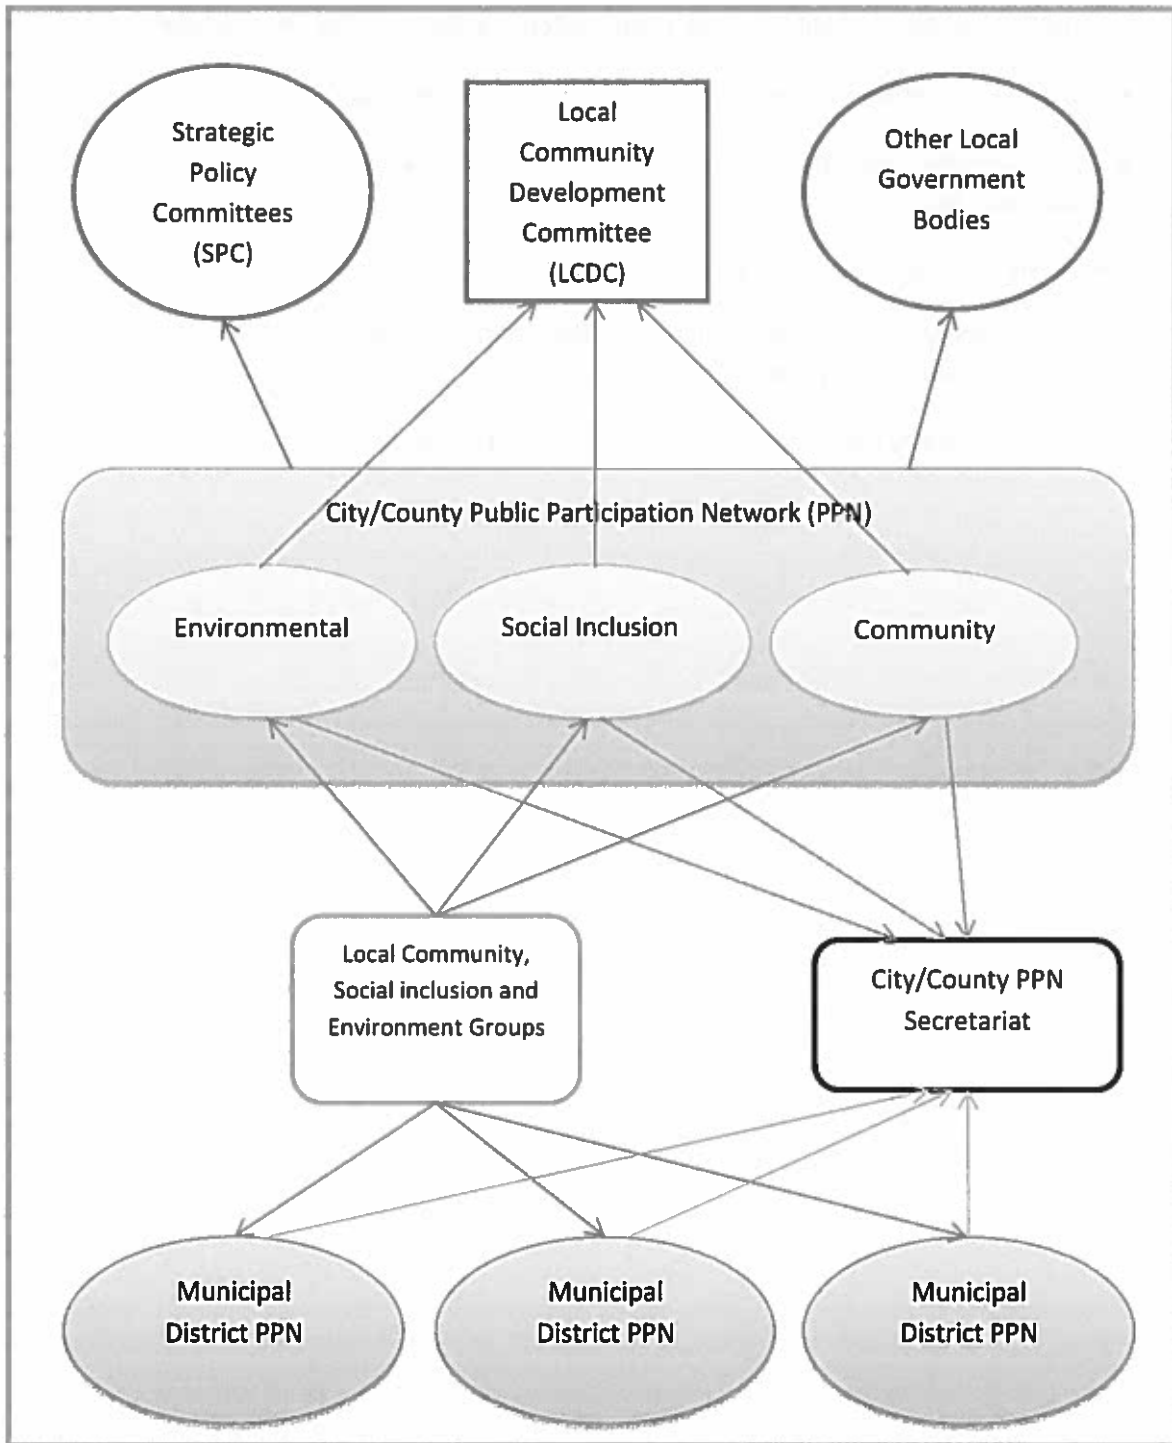 Strategic
Policy
Committees
(SPC)
Local
Community
Development
Committee
(LCDC)
Other Local
Government
Bodies
City/County Public Participation Network (PPN)
Environmental
Social Inclusion
Community
Local Community,
Social inclusion and
Environment Groups
City/County PPN
Secretariat
Municipal
District PPN
Municipal
District PPN
Municipal
District PPN